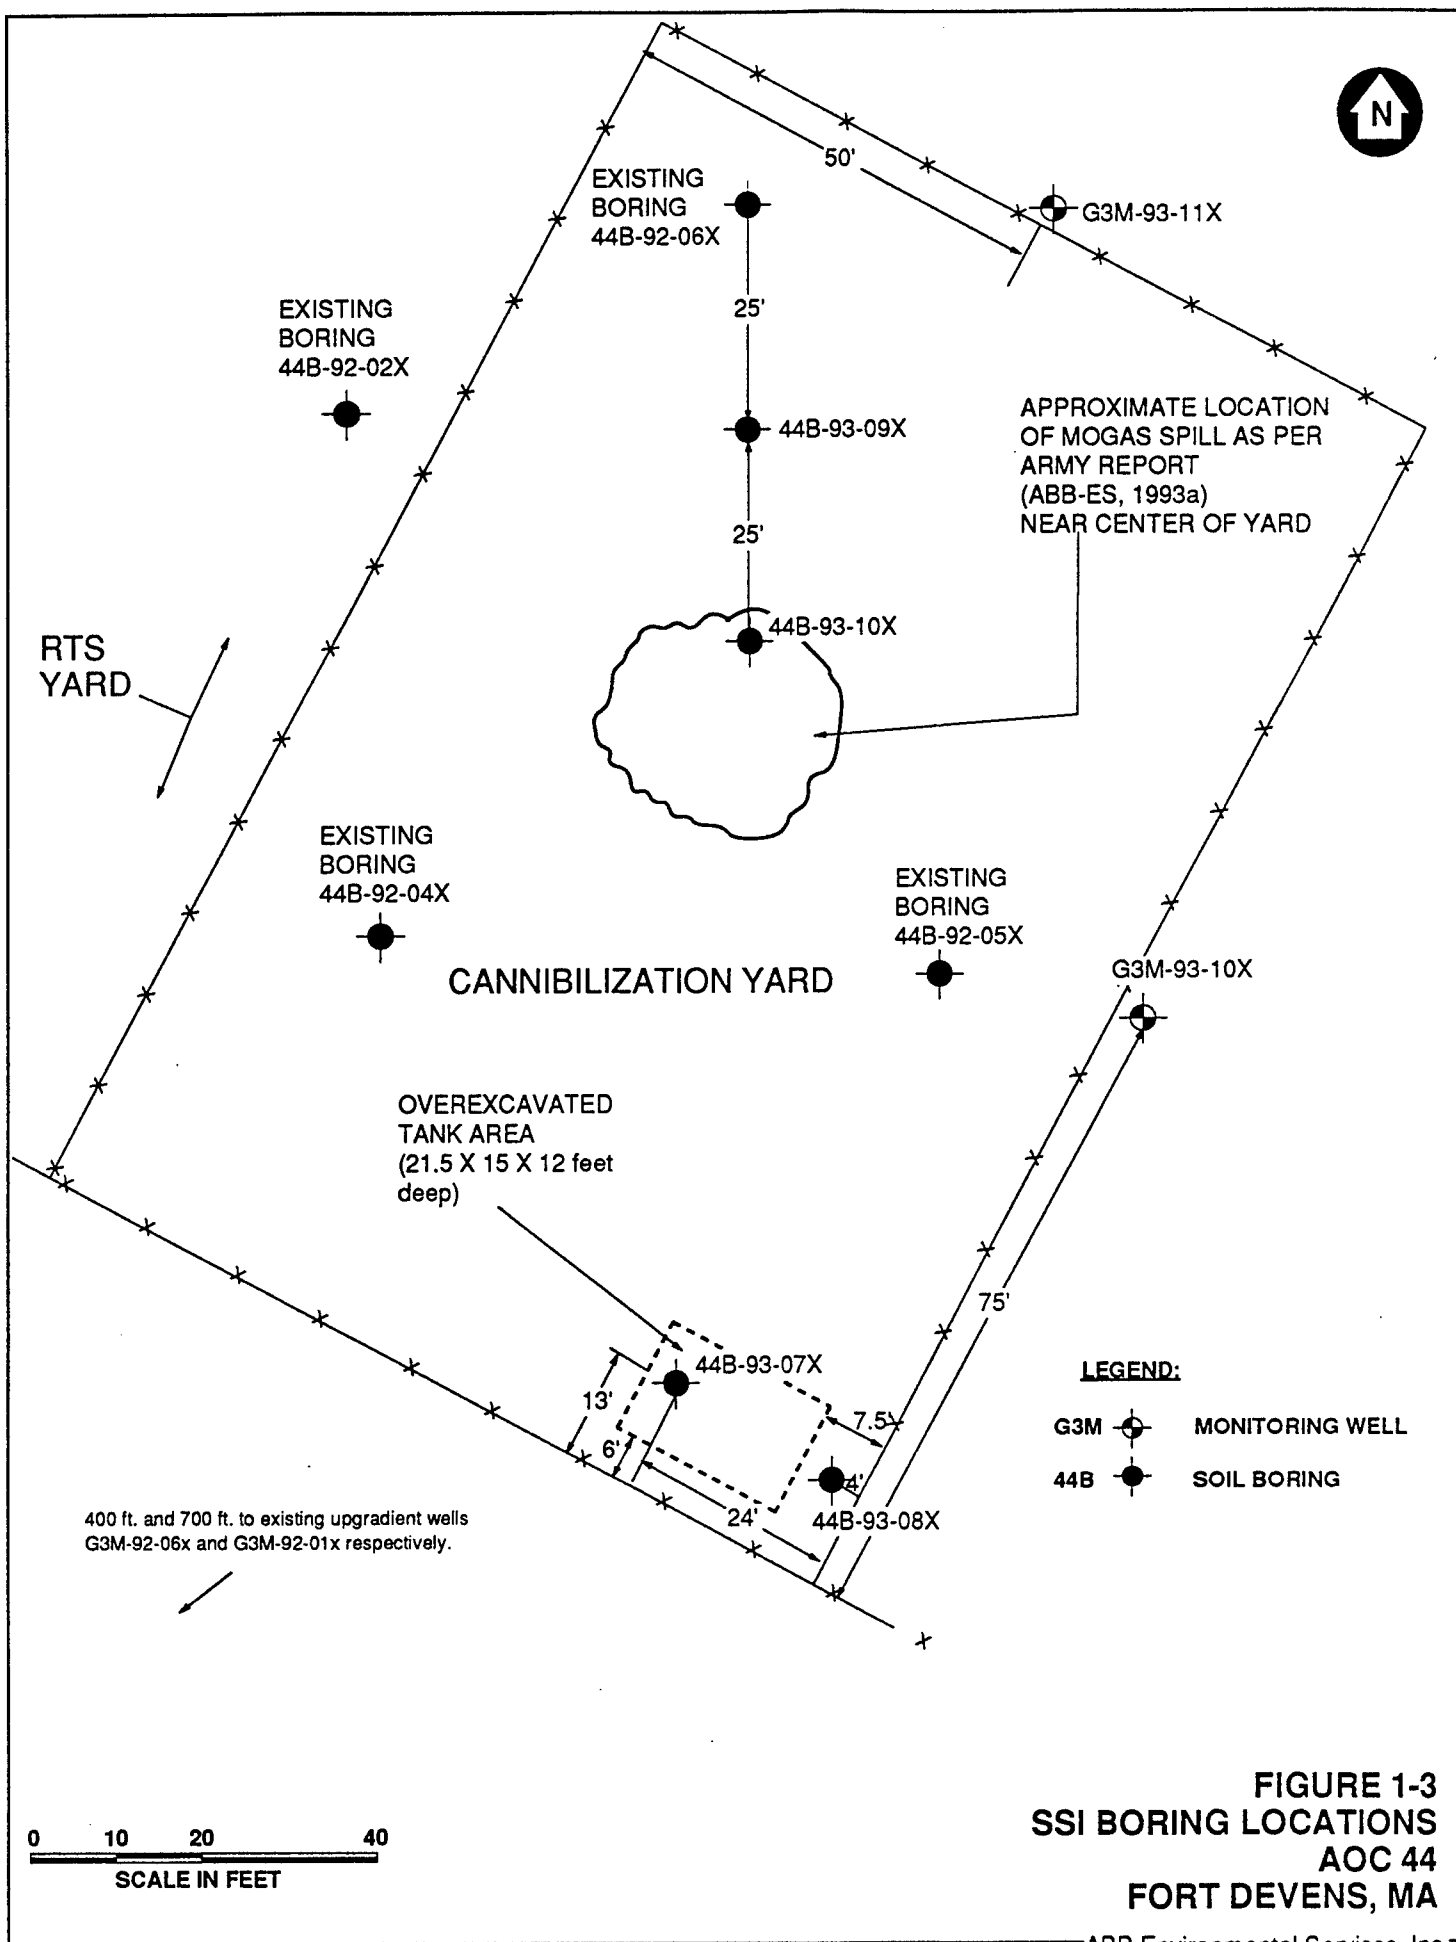 N
50'
EXISTING
BORING
44B-92-06X
G3M-93-11X
25'
EXISTING
BORING
44B-92-02X
44B-93-09X
APPROXIMATE LOCATION
OF MOGAS SPILL AS PER
ARMY REPORT
(ABB-ES, 1993a)
NEAR CENTER OF YARD
25'
44B-93-10X
RTS
YARD
EXISTING
BORING
44B-92-04X
EXISTING
BORING
44B-92-05X
CANNIBILIZATION YARD
G3M-93-10X
OVEREXCAVATED
TANK AREA
(21.5 X 15 X 12 feet
deep)
75'
44B-93-07X
13'
7.5'
6'
4'
24'
44B-93-08X
LEGEND:
G3M MONITORING WELL
44B SOIL BORING
400 ft. and 700 ft. to existing upgradient wells
G3M-92-06x and G3M-92-01x respectively.
0 10 20 40
SCALE IN FEET
FIGURE 1-3
SSI BORING LOCATIONS
AOC 44
FORT DEVENS, MA
ABB Environmental Services, Inc.